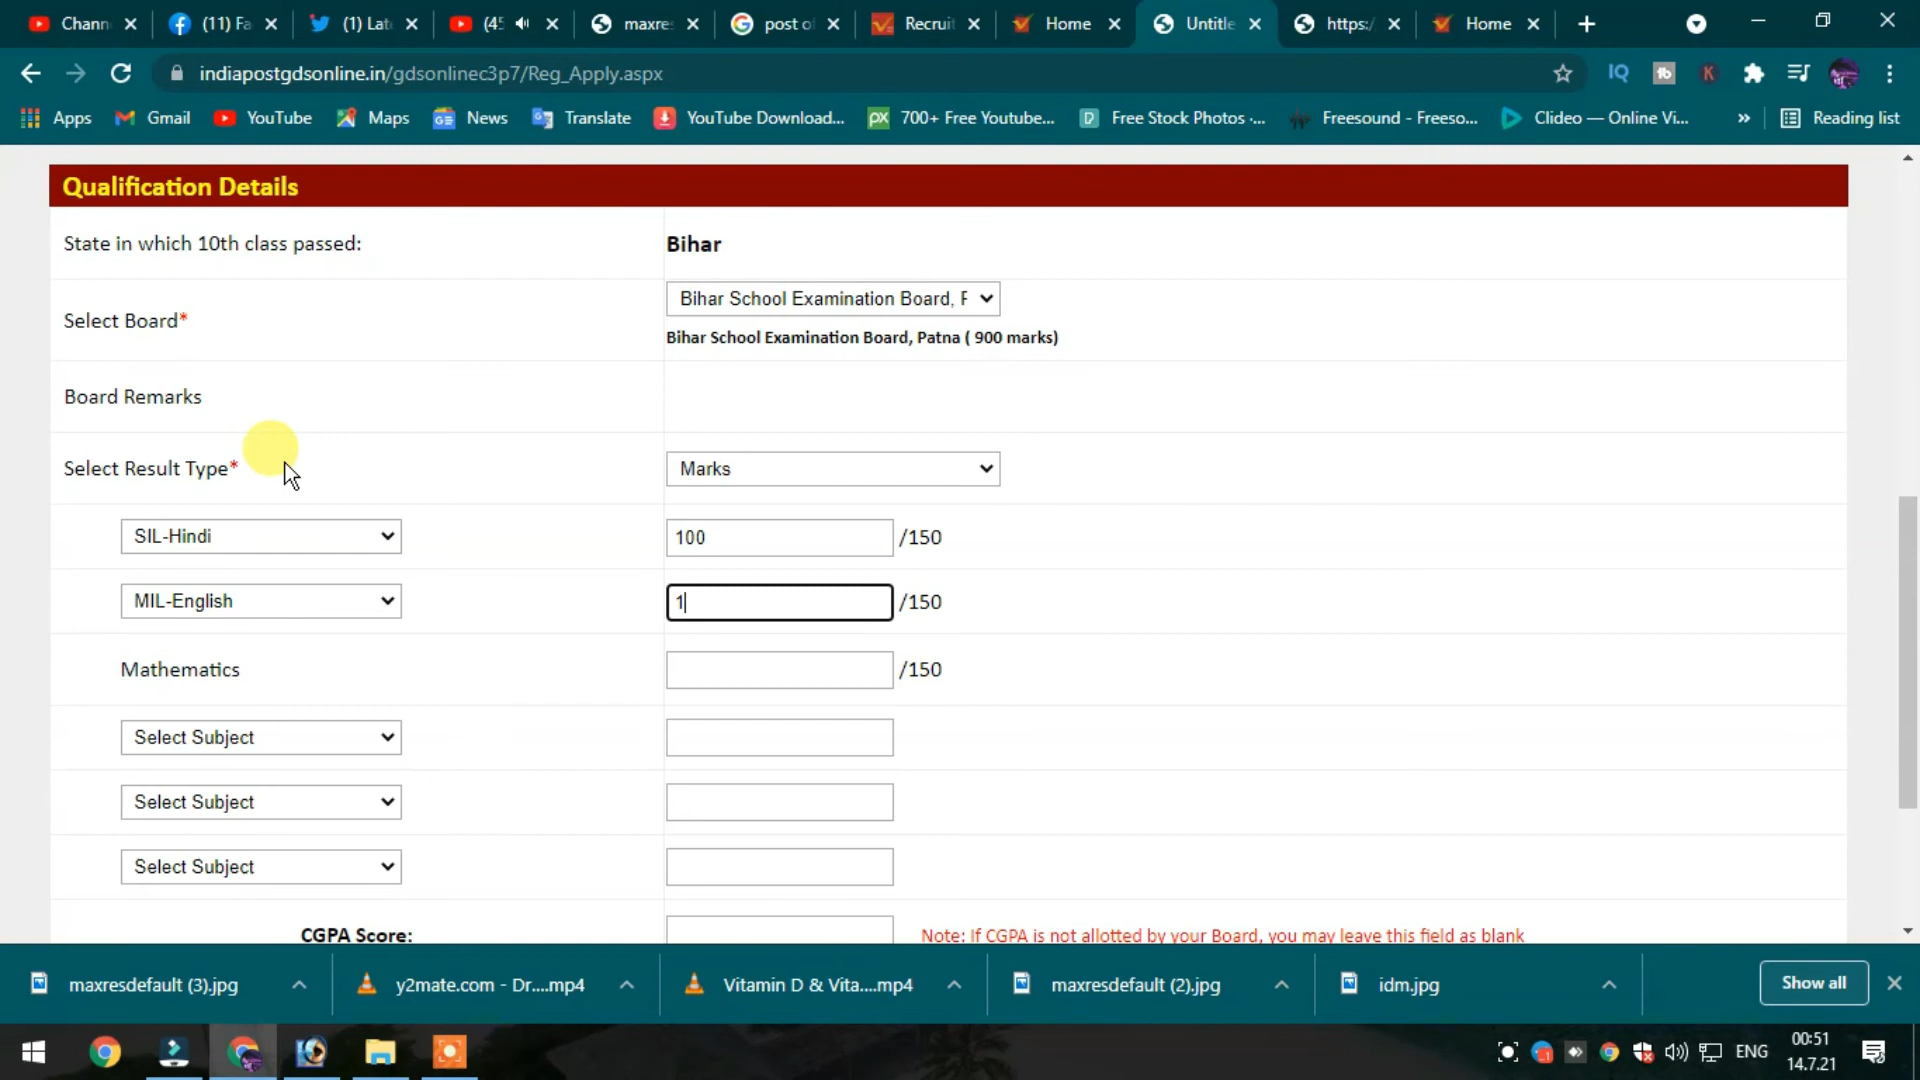 Chann
(11) Fa
(1) Late
(45
maxre:
post o
Recruit
Home
Untitle
https:/
Home
indiapostgdsonline.in/gdsonlinec3p7/Reg_Apply.aspx
IQ
tb
K
Apps
Gmail
YouTube
Maps
News
Translate
YouTube Download...
PX 700+ Free Youtube...
Free Stock Photos ·...
Freesound - Freeso...
Clideo — Online Vi...
»
Reading list
Qualification Details
State in which 10th class passed:
Bihar
Select Board*
Bihar School Examination Board, P
Bihar School Examination Board, Patna ( 900 marks)
Board Remarks
Select Result Type*
Marks
SIL-Hindi
100
/150
MIL-English
1
/150
Mathematics
/150
Select Subject
Select Subject
Select Subject
CGPA Score:
Note: If CGPA is not allotted by your Board, you may leave this field as blank
maxresdefault (3).jpg
y2mate.com - Dr....mp4
Vitamin D & Vita....mp4
maxresdefault (2).jpg
idm.jpg
Show all
ENG
00:51
14.7.21